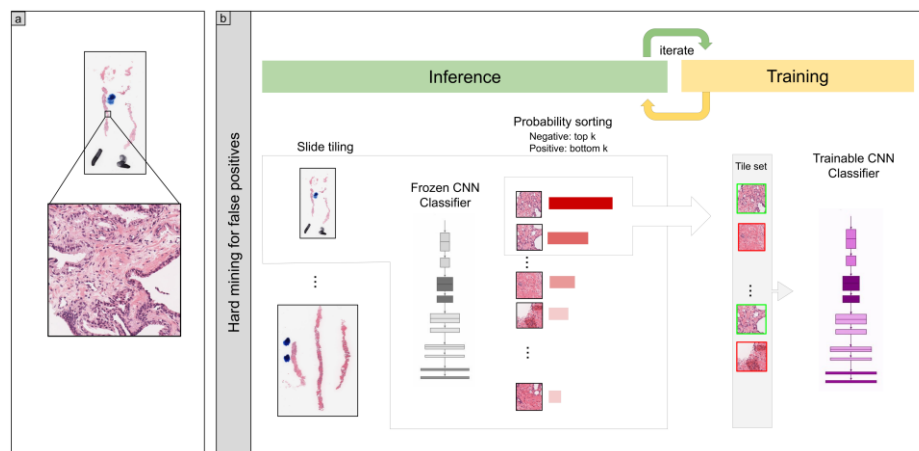 a
b
Hard mining for false positives
iterate
Inference
Training
Probability sorting
Negative: top k
Positive: bottom k
Slide tiling
Frozen CNN
Classifier
Tile set
Trainable CNN
Classifier